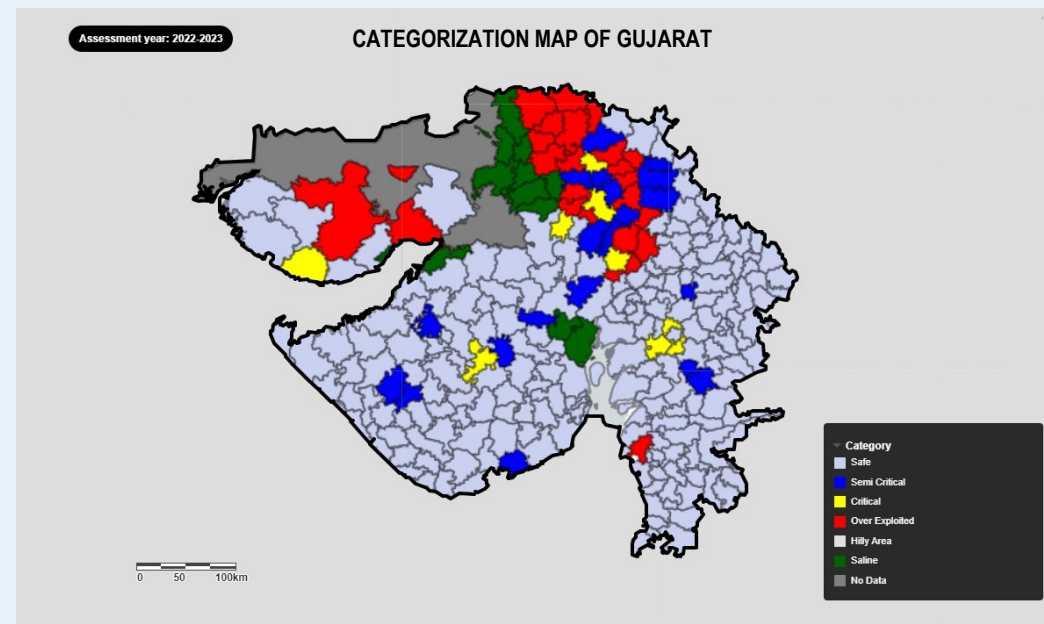 Assessment year: 2022-2023
CATEGORIZATION MAP OF GUJARAT
Category
Safe
Semi Critical
Critical
Over Exploited
Hilly Area
Saline
No Data
0 50 100km